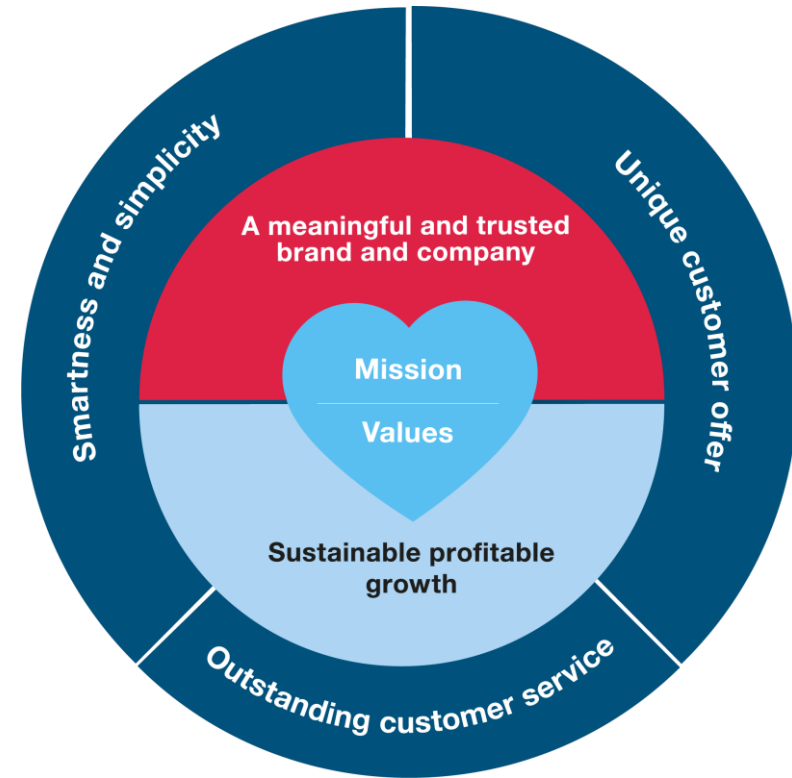 Smartness and simplicity
Unique customer offer
A meaningful and trusted
brand and company
Mission
Values
Sustainable profitable
growth
Outstanding customer service